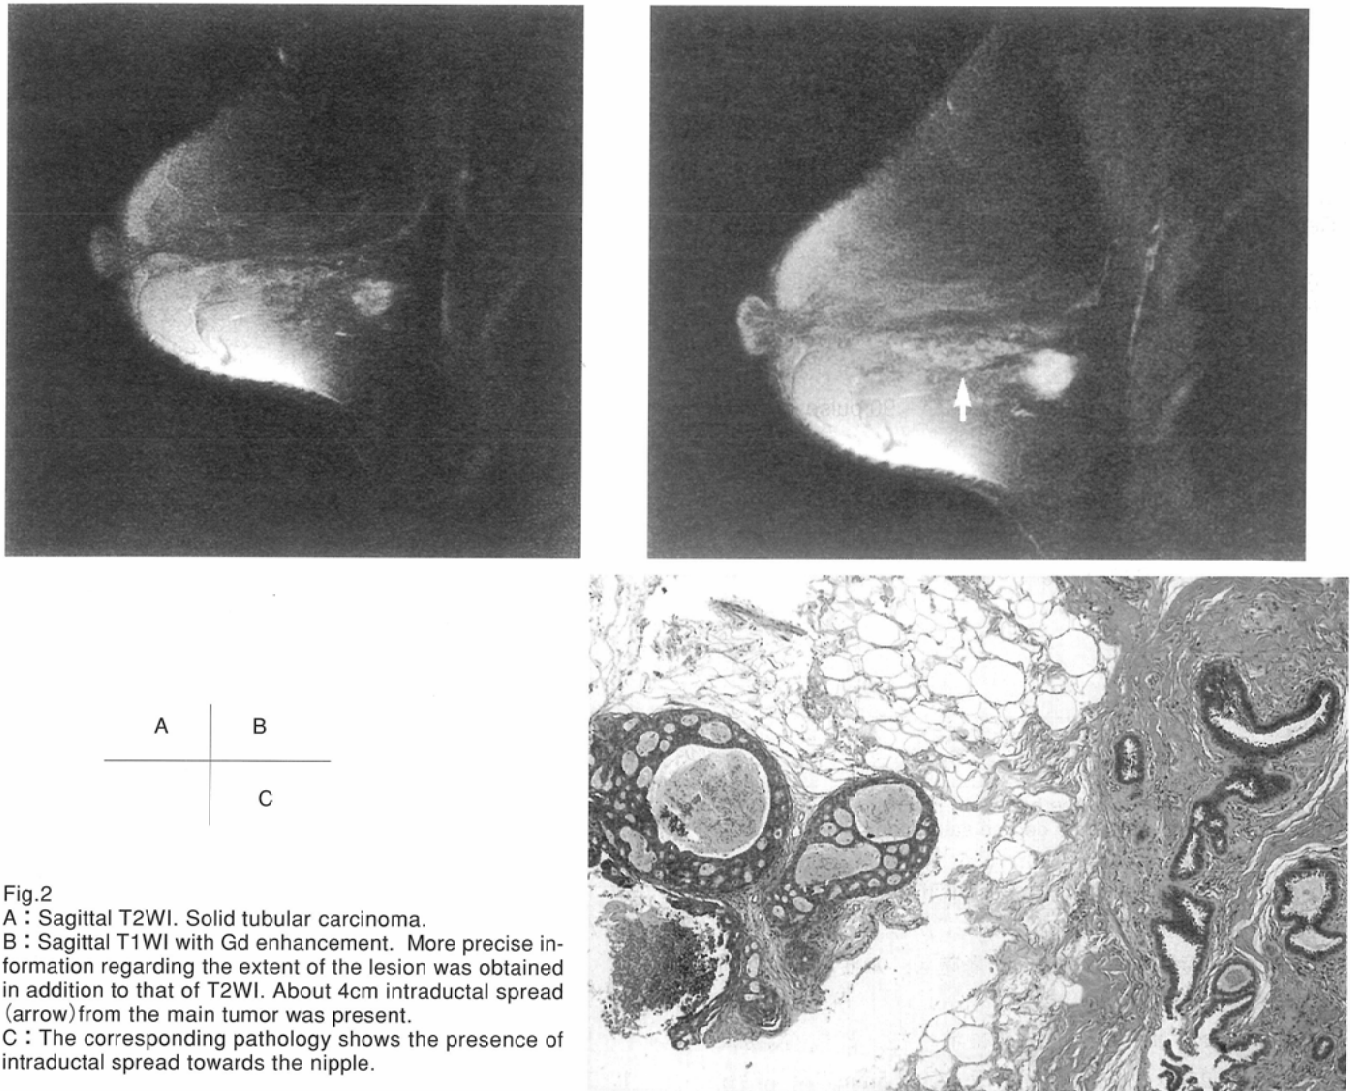 A B
C
Fig.2
A : Sagittal T2WI. Solid tubular carcinoma.
B : Sagittal T1WI with Gd enhancement. More precise in-
formation regarding the extent of the lesion was obtained
in addition to that of T2WI. About 4cm intraductal spread
(arrow)from the main tumor was present.
C : The corresponding pathology shows the presence of
intraductal spread towards the nipple.